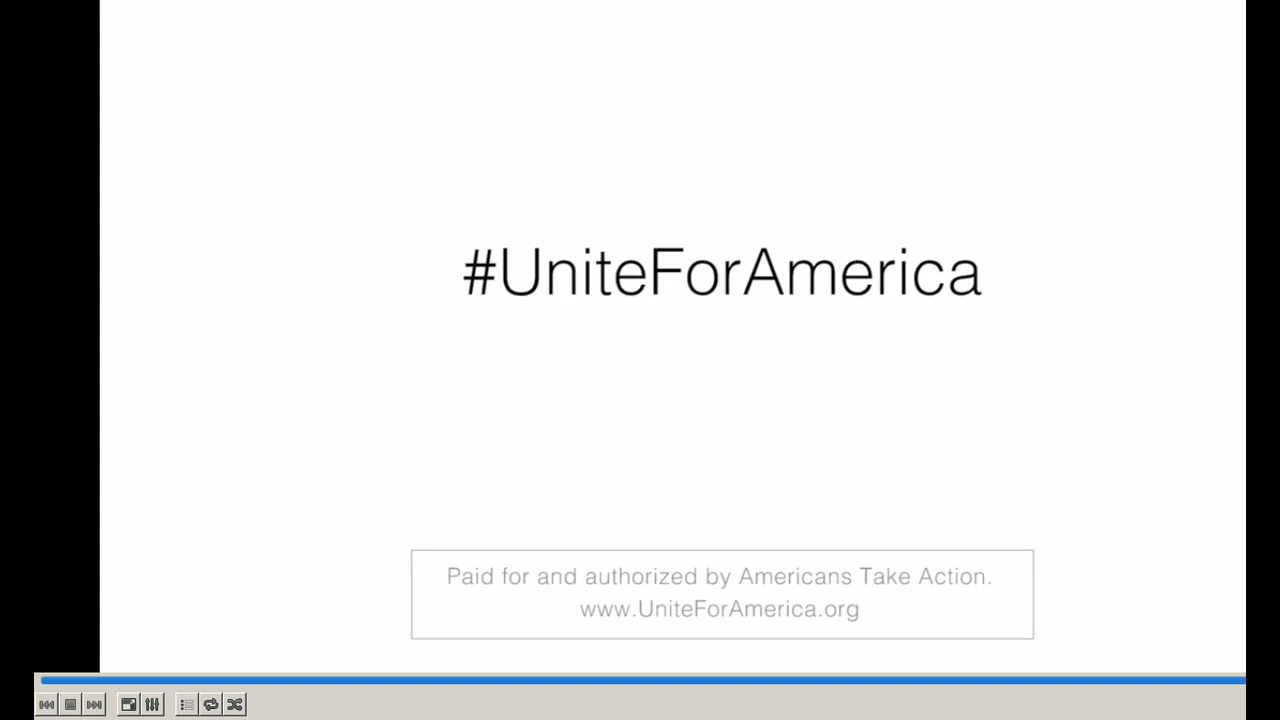 #UniteForAmerica
Paid for and authorized by Americans Take Action.
www.UniteForAmerica.org